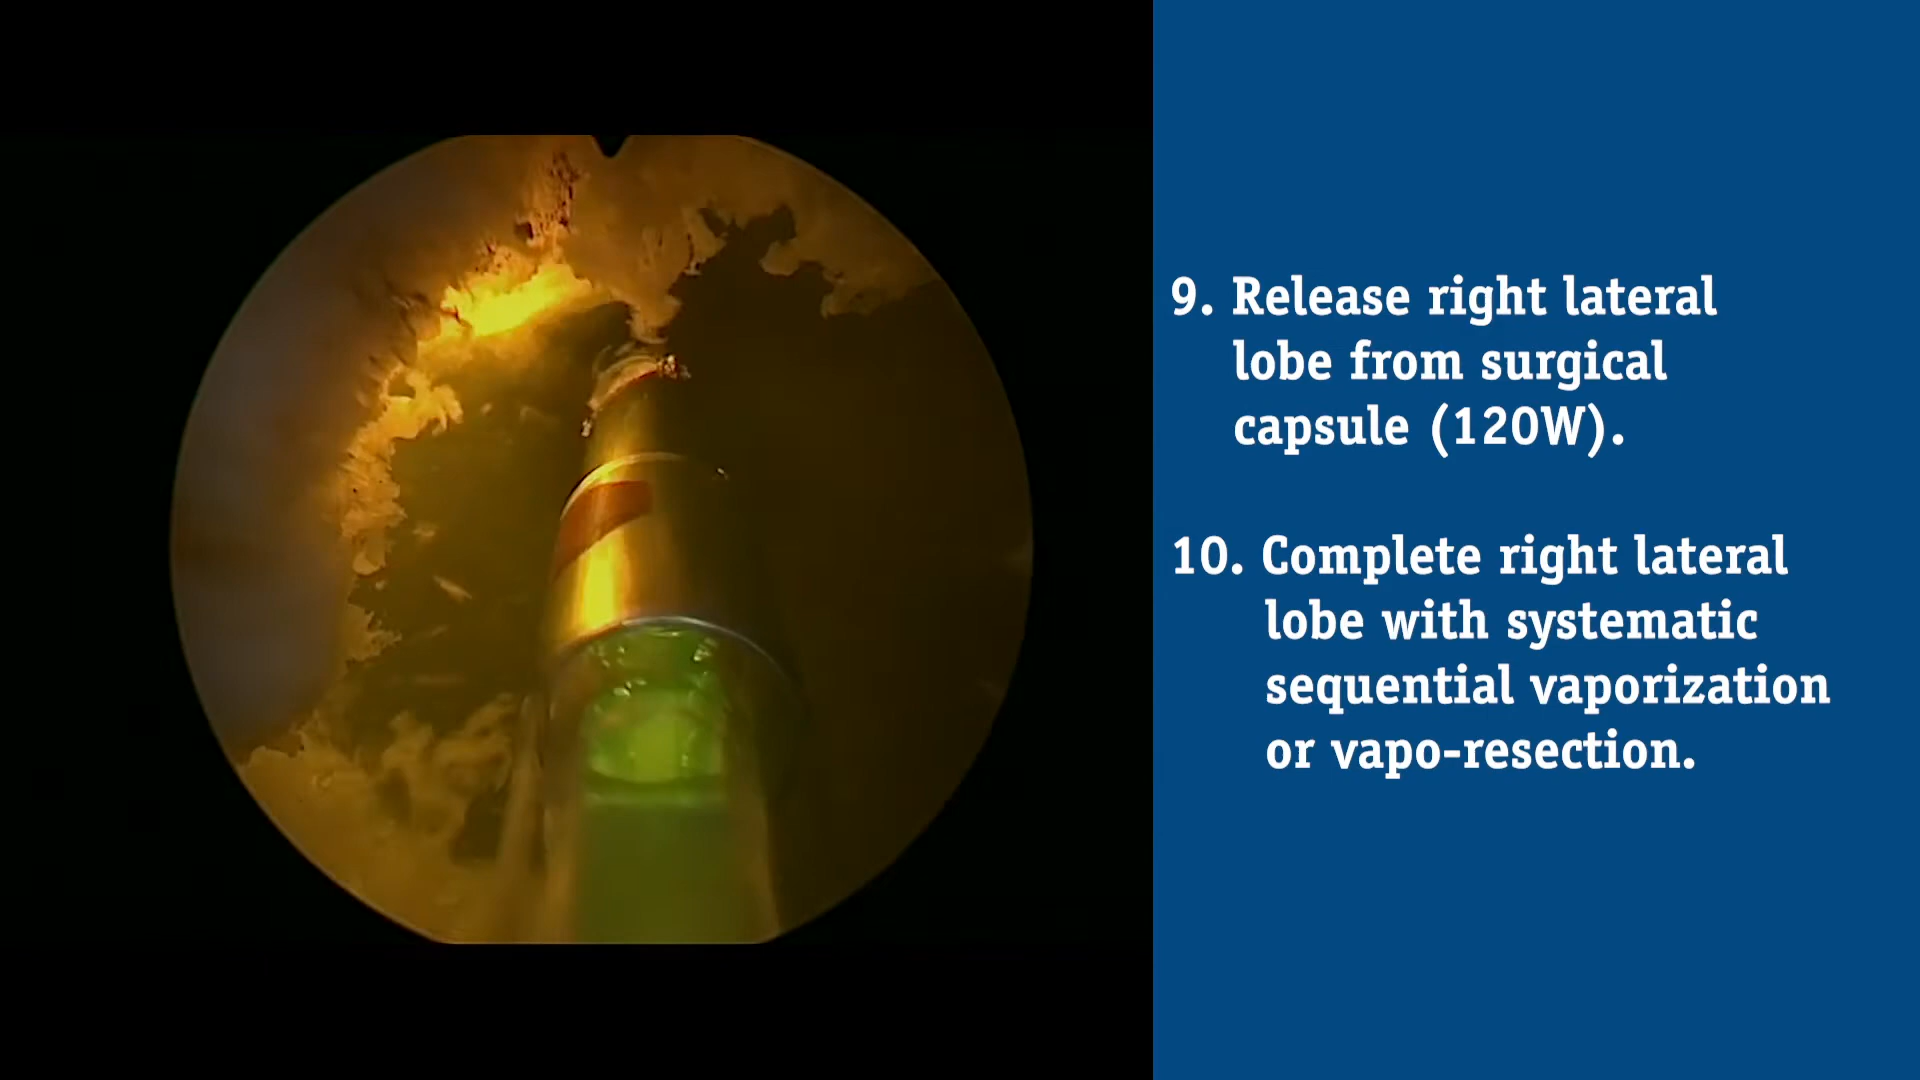 9. Release right lateral
lobe from surgical
capsule (120W).
10. Complete right lateral
lobe with systematic
sequential vaporization
or vapo-resection.